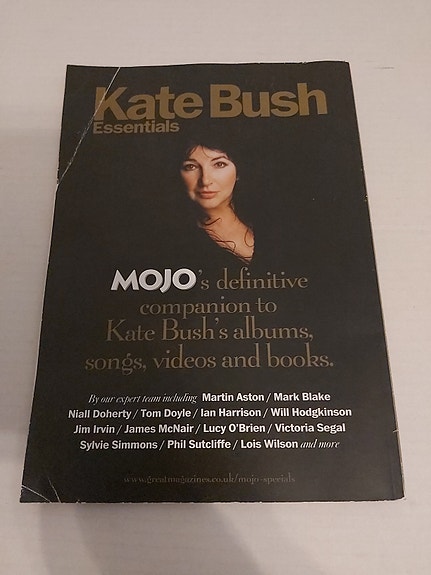 Kate Bush
Essentials
MOJO's definitive
companion to
Kate Bush's albums,
songs, videos and books.
By our expert team including Martin Aston / Mark Blake
Niall Doherty / Tom Doyle / Ian Harrison / Will Hodgkinson
Jim Irvin / James McNair / Lucy O'Brien / Victoria Segal
Sylvie Simmons / Phil Sutcliffe / Lois Wilson and more
www.greatmagazines.co.uk/mojo-specials